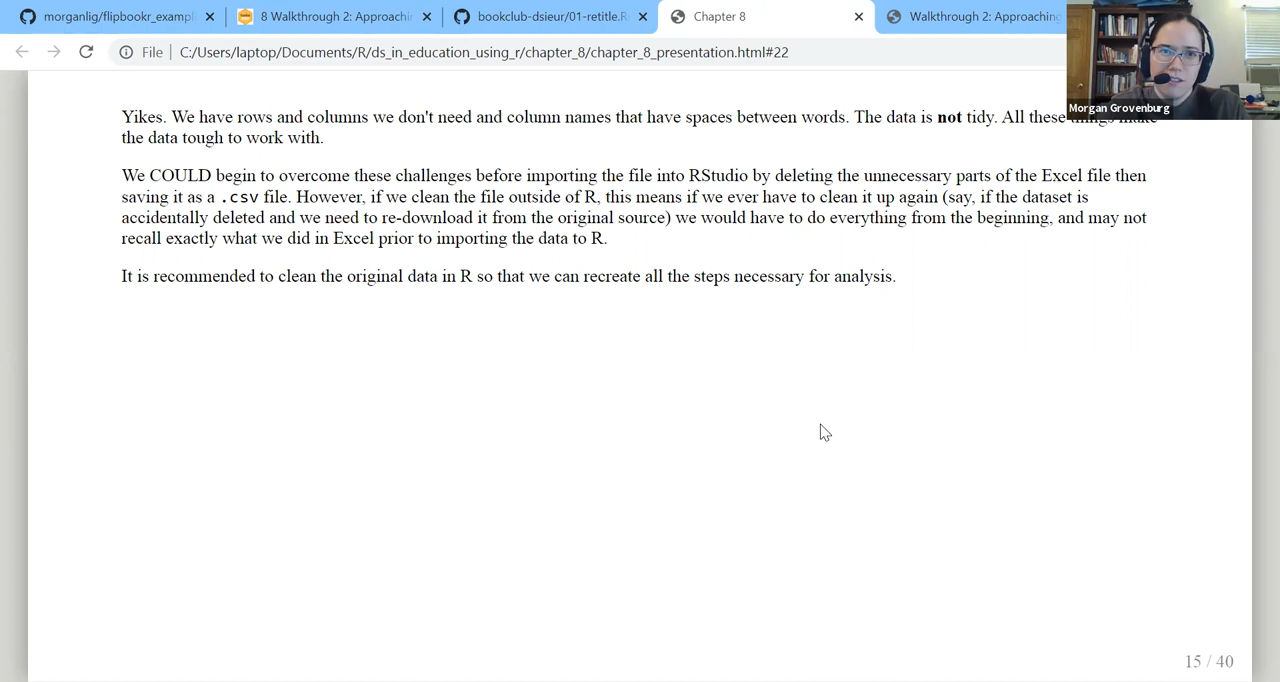 morganlig/flipbookr_exampl
8 Walkthrough 2: Approachin
bookclub-dsieur/01-retitle.R
Chapter 8
Walkthrough 2: Approaching
File
C:/Users/laptop/Documents/R/ds_in_education_using_r/chapter_8/chapter_8_presentation.html#22
Morgan Grovenburg
Yikes. We have rows and columns we don't need and column names that have spaces between words. The data is not tidy. All these things make
the data tough to work with.
We COULD begin to overcome these challenges before importing the file into RStudio by deleting the unnecessary parts of the Excel file then
saving it as a .csv file. However, if we clean the file outside of R, this means if we ever have to clean it up again (say, if the dataset is
accidentally deleted and we need to re-download it from the original source) we would have to do everything from the beginning, and may not
recall exactly what we did in Excel prior to importing the data to R.
It is recommended to clean the original data in R so that we can recreate all the steps necessary for analysis.
15 / 40